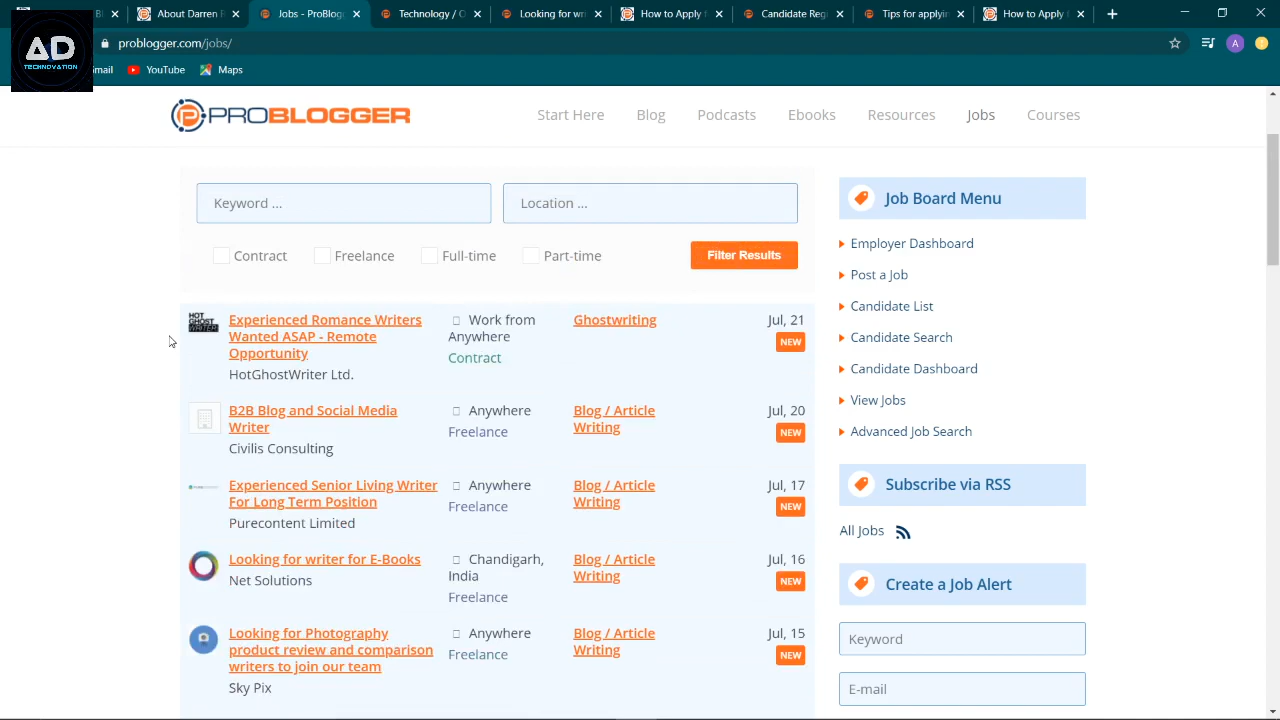 About Darren R
Jobs - ProBlogg
Technology / C
Looking for wri
How to Apply f
Candidate Regi
Tips for applyin
How to Apply f
AD
TECHNOVATION
problogger.com/jobs/
A
mail
YouTube
Maps
PROBLOGGER
Start Here
Blog
Podcasts
Ebooks
Resources
Jobs
Courses
Keyword ...
Location ...
Contract
Freelance
Full-time
Part-time
Filter Results
HOT GHOST WRITER
Experienced Romance Writers
Wanted ASAP - Remote
Opportunity
HotGhostWriter Ltd.
Work from
Anywhere
Contract
Ghostwriting
Jul, 21
NEW
B2B Blog and Social Media
Writer
Civilis Consulting
Anywhere
Freelance
Blog / Article
Writing
Jul, 20
NEW
Experienced Senior Living Writer
For Long Term Position
Purecontent Limited
Anywhere
Freelance
Blog / Article
Writing
Jul, 17
NEW
Looking for writer for E-Books
Net Solutions
Chandigarh,
India
Freelance
Blog / Article
Writing
Jul, 16
NEW
Looking for Photography
product review and comparison
writers to join our team
Sky Pix
Anywhere
Freelance
Blog / Article
Writing
Jul, 15
NEW
Job Board Menu
Employer Dashboard
Post a Job
Candidate List
Candidate Search
Candidate Dashboard
View Jobs
Advanced Job Search
Subscribe via RSS
All Jobs
Create a Job Alert
Keyword
E-mail